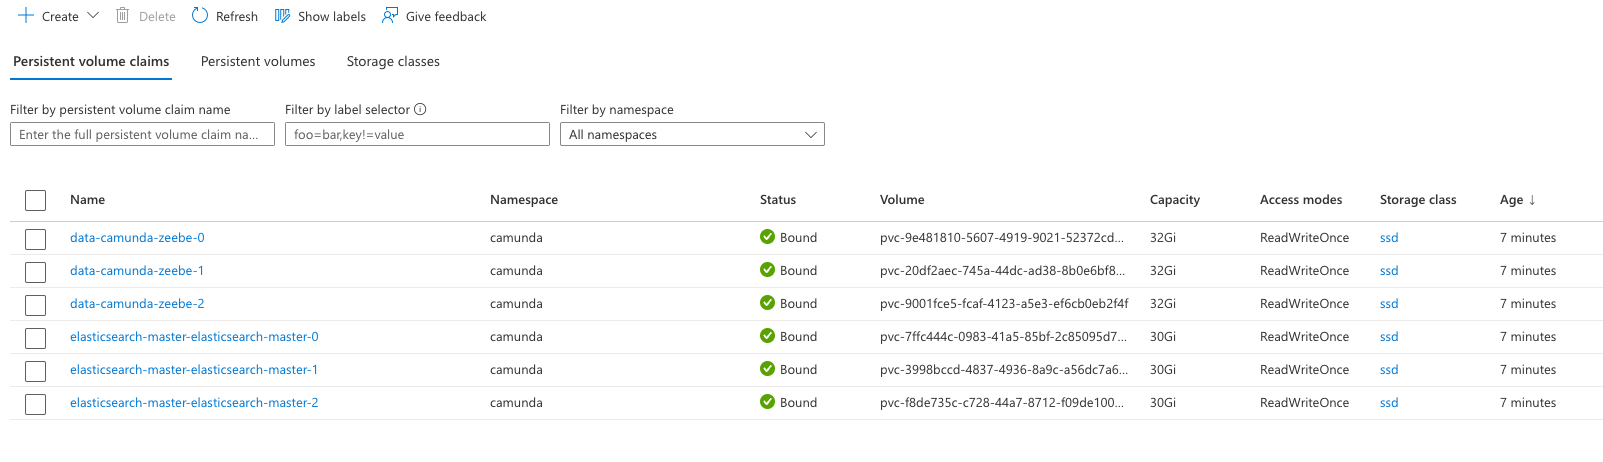 Create Delete Refresh Show labels Give feedback
Persistent volume claims Persistent volumes Storage classes
Filter by persistent volume claim name Filter by label selector Filter by namespace
Enter the full persistent volume claim na... foo=bar,key!=value All namespaces
Name Namespace Status Volume Capacity Access modes Storage class Age ↓
data-camunda-zeebe-0 camunda Bound pvc-9e481810-5607-4919-9021-52372cd... 32Gi ReadWriteOnce ssd 7 minutes
data-camunda-zeebe-1 camunda Bound pvc-20df2aec-745a-44dc-ad38-8b0e6bf8... 32Gi ReadWriteOnce ssd 7 minutes
data-camunda-zeebe-2 camunda Bound pvc-9001fce5-fcaf-4123-a5e3-ef6cb0eb2f4f 32Gi ReadWriteOnce ssd 7 minutes
elasticsearch-master-elasticsearch-master-0 camunda Bound pvc-7ffc444c-0983-41a5-85bf-2c85095d7... 30Gi ReadWriteOnce ssd 7 minutes
elasticsearch-master-elasticsearch-master-1 camunda Bound pvc-3998bccd-4837-4936-8a9c-a56dc7a6... 30Gi ReadWriteOnce ssd 7 minutes
elasticsearch-master-elasticsearch-master-2 camunda Bound pvc-f8de735c-c728-44a7-8712-f09de100... 30Gi ReadWriteOnce ssd 7 minutes